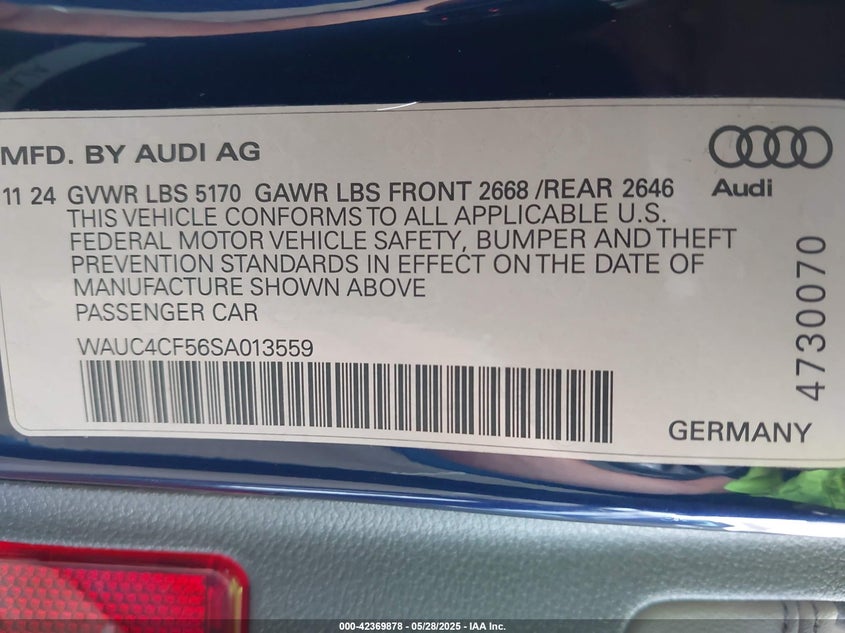 MFD. BY AUDI AG
Audi
11 24 GVWR LBS 5170 GAWR LBS FRONT 2668 /REAR 2646
THIS VEHICLE CONFORMS TO ALL APPLICABLE U.S.
FEDERAL MOTOR VEHICLE SAFETY, BUMPER AND THEFT
PREVENTION STANDARDS IN EFFECT ON THE DATE OF
MANUFACTURE SHOWN ABOVE
PASSENGER CAR
WAUC4CF56SA013559
4730070
GERMANY
000-42369878 - 05/28/2025 - IAA Inc.